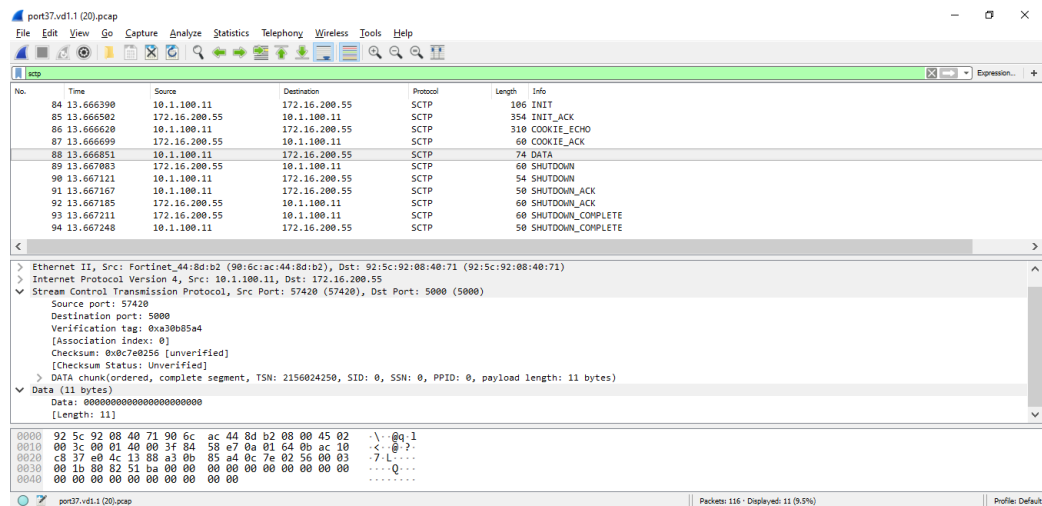 port37.vd1.1 (20).pcap
File Edit View Go Capture Analyze Statistics Telephony Wireless Tools Help
sctp
Expression... +
No. Time Source Destination Protocol Length Info
84 13.666390 10.1.100.11 172.16.200.55 SCTP 106 INIT
85 13.666502 172.16.200.55 10.1.100.11 SCTP 354 INIT_ACK
86 13.666620 10.1.100.11 172.16.200.55 SCTP 310 COOKIE_ECHO
87 13.666699 172.16.200.55 10.1.100.11 SCTP 60 COOKIE_ACK
88 13.666851 10.1.100.11 172.16.200.55 SCTP 74 DATA
89 13.667083 172.16.200.55 10.1.100.11 SCTP 60 SHUTDOWN
90 13.667121 10.1.100.11 172.16.200.55 SCTP 54 SHUTDOWN
91 13.667167 10.1.100.11 172.16.200.55 SCTP 50 SHUTDOWN_ACK
92 13.667185 172.16.200.55 10.1.100.11 SCTP 60 SHUTDOWN_ACK
93 13.667211 172.16.200.55 10.1.100.11 SCTP 60 SHUTDOWN_COMPLETE
94 13.667248 10.1.100.11 172.16.200.55 SCTP 50 SHUTDOWN_COMPLETE
Ethernet II, Src: Fortinet_44:8d:b2 (90:6c:ac:44:8d:b2), Dst: 92:5c:92:08:40:71 (92:5c:92:08:40:71)
Internet Protocol Version 4, Src: 10.1.100.11, Dst: 172.16.200.55
Stream Control Transmission Protocol, Src Port: 57420 (57420), Dst Port: 5000 (5000)
Source port: 57420
Destination port: 5000
Verification tag: 0xa30b85a4
[Association index: 0]
Checksum: 0x0c7e0256 [unverified]
[Checksum Status: Unverified]
DATA chunk(ordered, complete segment, TSN: 2156024250, SID: 0, SSN: 0, PPID: 0, payload length: 11 bytes)
Data (11 bytes)
Data: 0000000000000000000000
[Length: 11]
0000 92 5c 92 08 40 71 90 6c ac 44 8d b2 08 00 45 02 ·\··@q·l
0010 00 3c 00 01 40 00 3f 84 58 e7 0a 01 64 0b ac 10 ·<··@·?·
0020 c8 37 e0 4c 13 88 a3 0b 85 a4 0c 7e 02 56 00 03 ·7·L····
0030 00 1b 80 82 51 ba 00 00 00 00 00 00 00 00 00 00 ····Q···
0040 00 00 00 00 00 00 00 00 00 00 ········
port37.vd1.1 (20).pcap Packets: 116 · Displayed: 11 (9.5%) Profile: Default